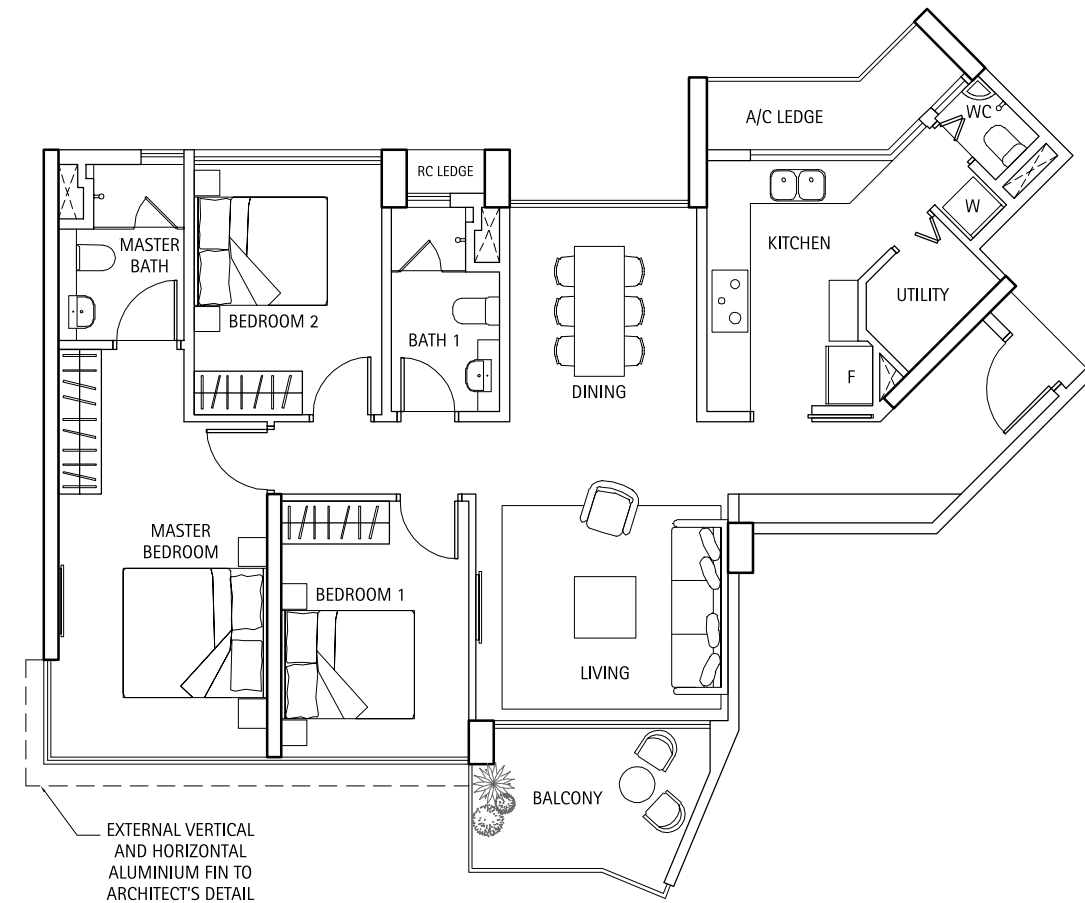 A/C LEDGE
WC
RC LEDGE
W
MASTER
BATH
KITCHEN
UTILITY
BEDROOM 2
BATH 1
DINING
F
MASTER
BEDROOM
BEDROOM 1
LIVING
BALCONY
EXTERNAL VERTICAL
AND HORIZONTAL
ALUMINIUM FIN TO
ARCHITECT'S DETAIL